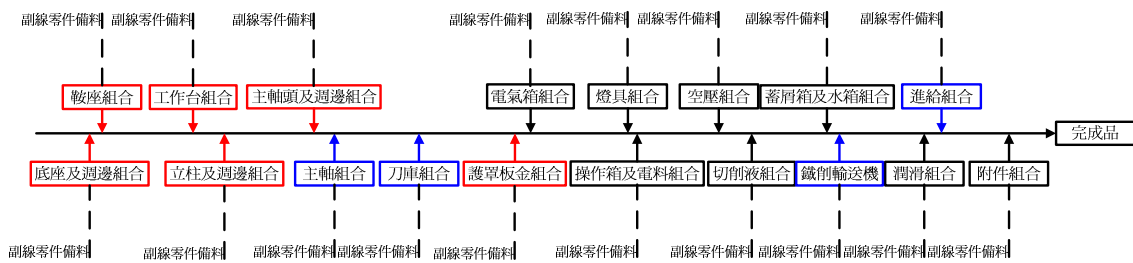 副線零件備料
副線零件備料
副線零件備料
副線零件備料
副線零件備料
副線零件備料
副線零件備料
副線零件備料
鞍座組合
工作台組合
主軸頭及週邊組合
電氣箱組合
燈具組合
空壓組合
蓄屑箱及水箱組合
進給組合
完成品
底座及週邊組合
立柱及週邊組合
主軸組合
刀庫組合
護罩板金組合
操作箱及電料組合
切削液組合
鐵削輸送機
潤滑組合
附件組合
副線零件備料
副線零件備料
副線零件備料
副線零件備料
副線零件備料
副線零件備料
副線零件備料
副線零件備料
副線零件備料
副線零件備料